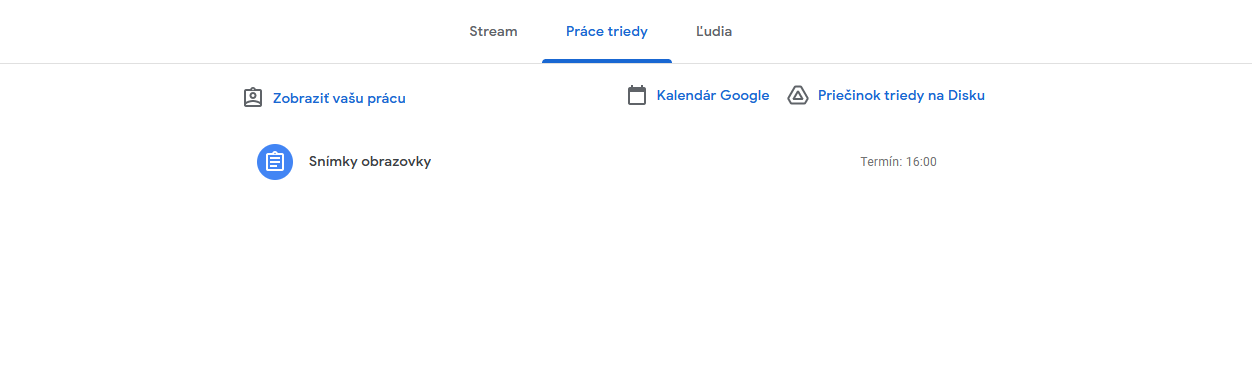 Stream Práce triedy Ľudia
Zobraziť vašu prácu Kalendár Google Priečinok triedy na Disku
Snímky obrazovky Termín: 16:00